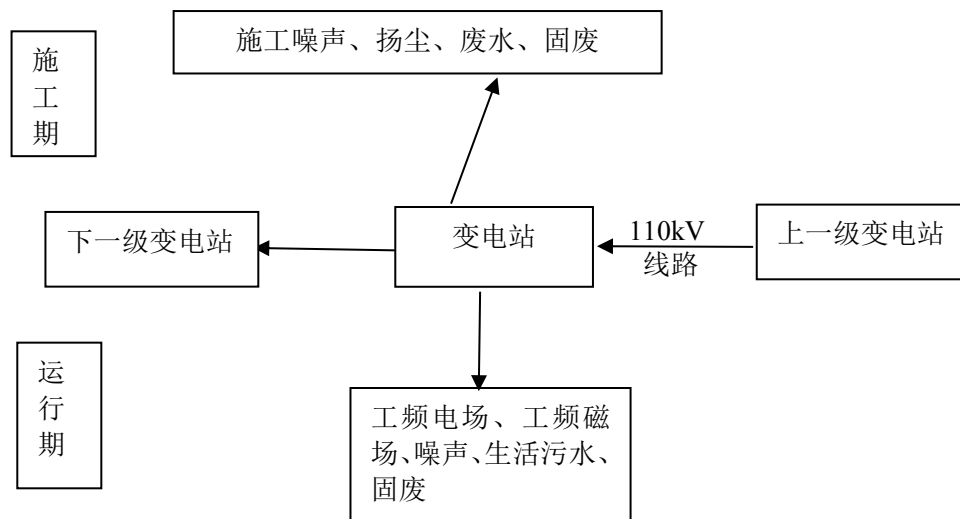 施工期
施工噪声、扬尘、废水、固废
下一级变电站
变电站
110kV
线路
上一级变电站
运行期
工频电场、工频磁
场、噪声、生活污水、
固废